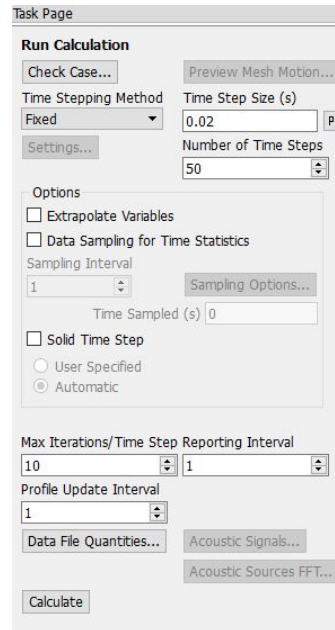 Task Page
Run Calculation
Check Case... Preview Mesh Motion...
Time Stepping Method Time Step Size (s)
Fixed 0.02 P
Settings... Number of Time Steps
50
Options
Extrapolate Variables
Data Sampling for Time Statistics
Sampling Interval
1 Sampling Options...
Time Sampled (s) 0
Solid Time Step
User Specified
Automatic
Max Iterations/Time Step Reporting Interval
10 1
Profile Update Interval
1
Data File Quantities... Acoustic Signals...
Acoustic Sources FFT...
Calculate